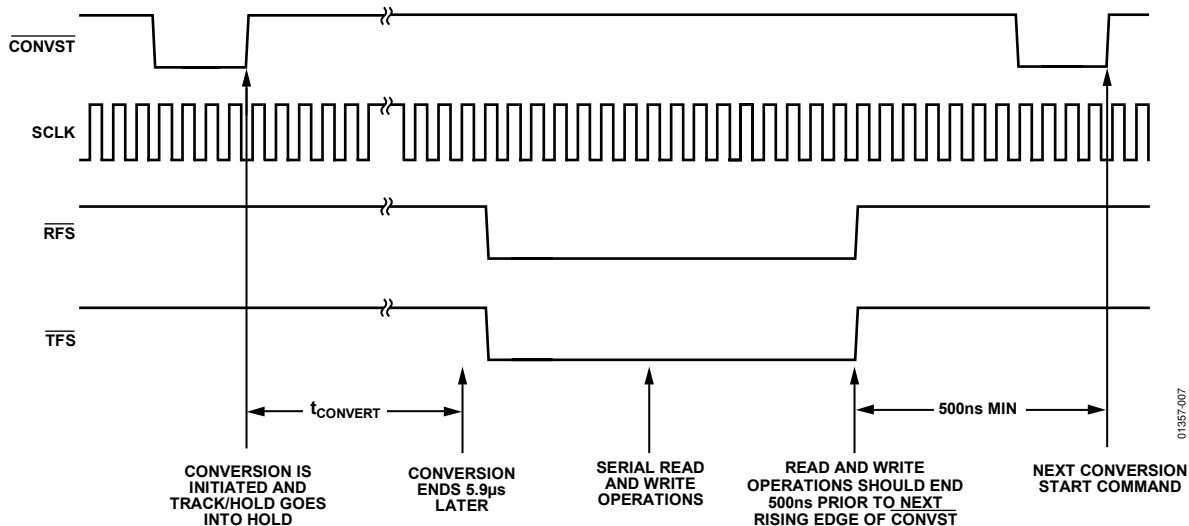 CONVST
SCLK
RFS
TFS
tCONVERT
500ns MIN
CONVERSION IS
INITIATED AND
TRACK/HOLD GOES
INTO HOLD
CONVERSION
ENDS 5.9µs
LATER
SERIAL READ
AND WRITE
OPERATIONS
READ AND WRITE
OPERATIONS SHOULD END
500ns PRIOR TO NEXT
RISING EDGE OF CONVST
NEXT CONVERSION
START COMMAND
01357-007